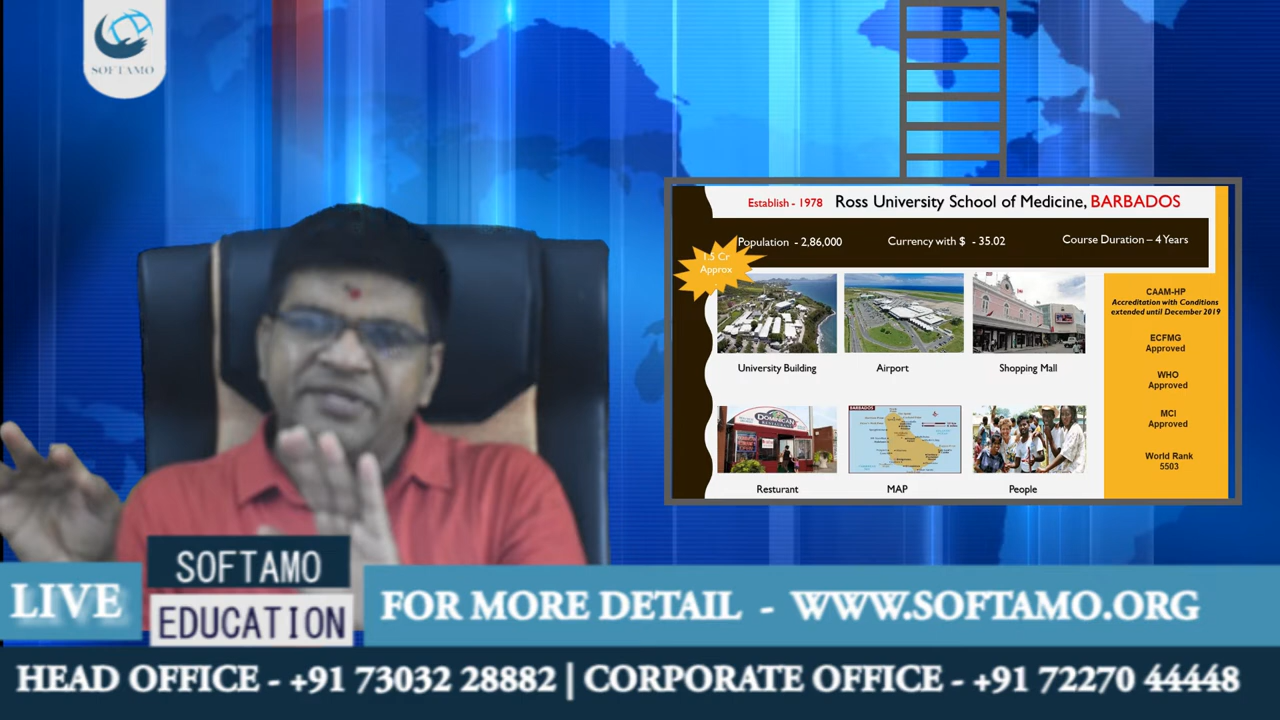 SOFTAMO
Establish - 1978 Ross University School of Medicine, BARBADOS
Population - 2,86,000 Currency with $ - 35.02 Course Duration – 4 Years
1.5 Cr
Approx
CAAM-HP
Accreditation with Conditions
extended until December 2019
ECFMG
Approved
WHO
Approved
MCI
Approved
World Rank
5503
University Building Airport Shopping Mall
BARBADOS
Resturant MAP People
LIVE
SOFTAMO
EDUCATION
FOR MORE DETAIL - WWW.SOFTAMO.ORG
HEAD OFFICE - +91 73032 28882 | CORPORATE OFFICE - +91 72270 44448